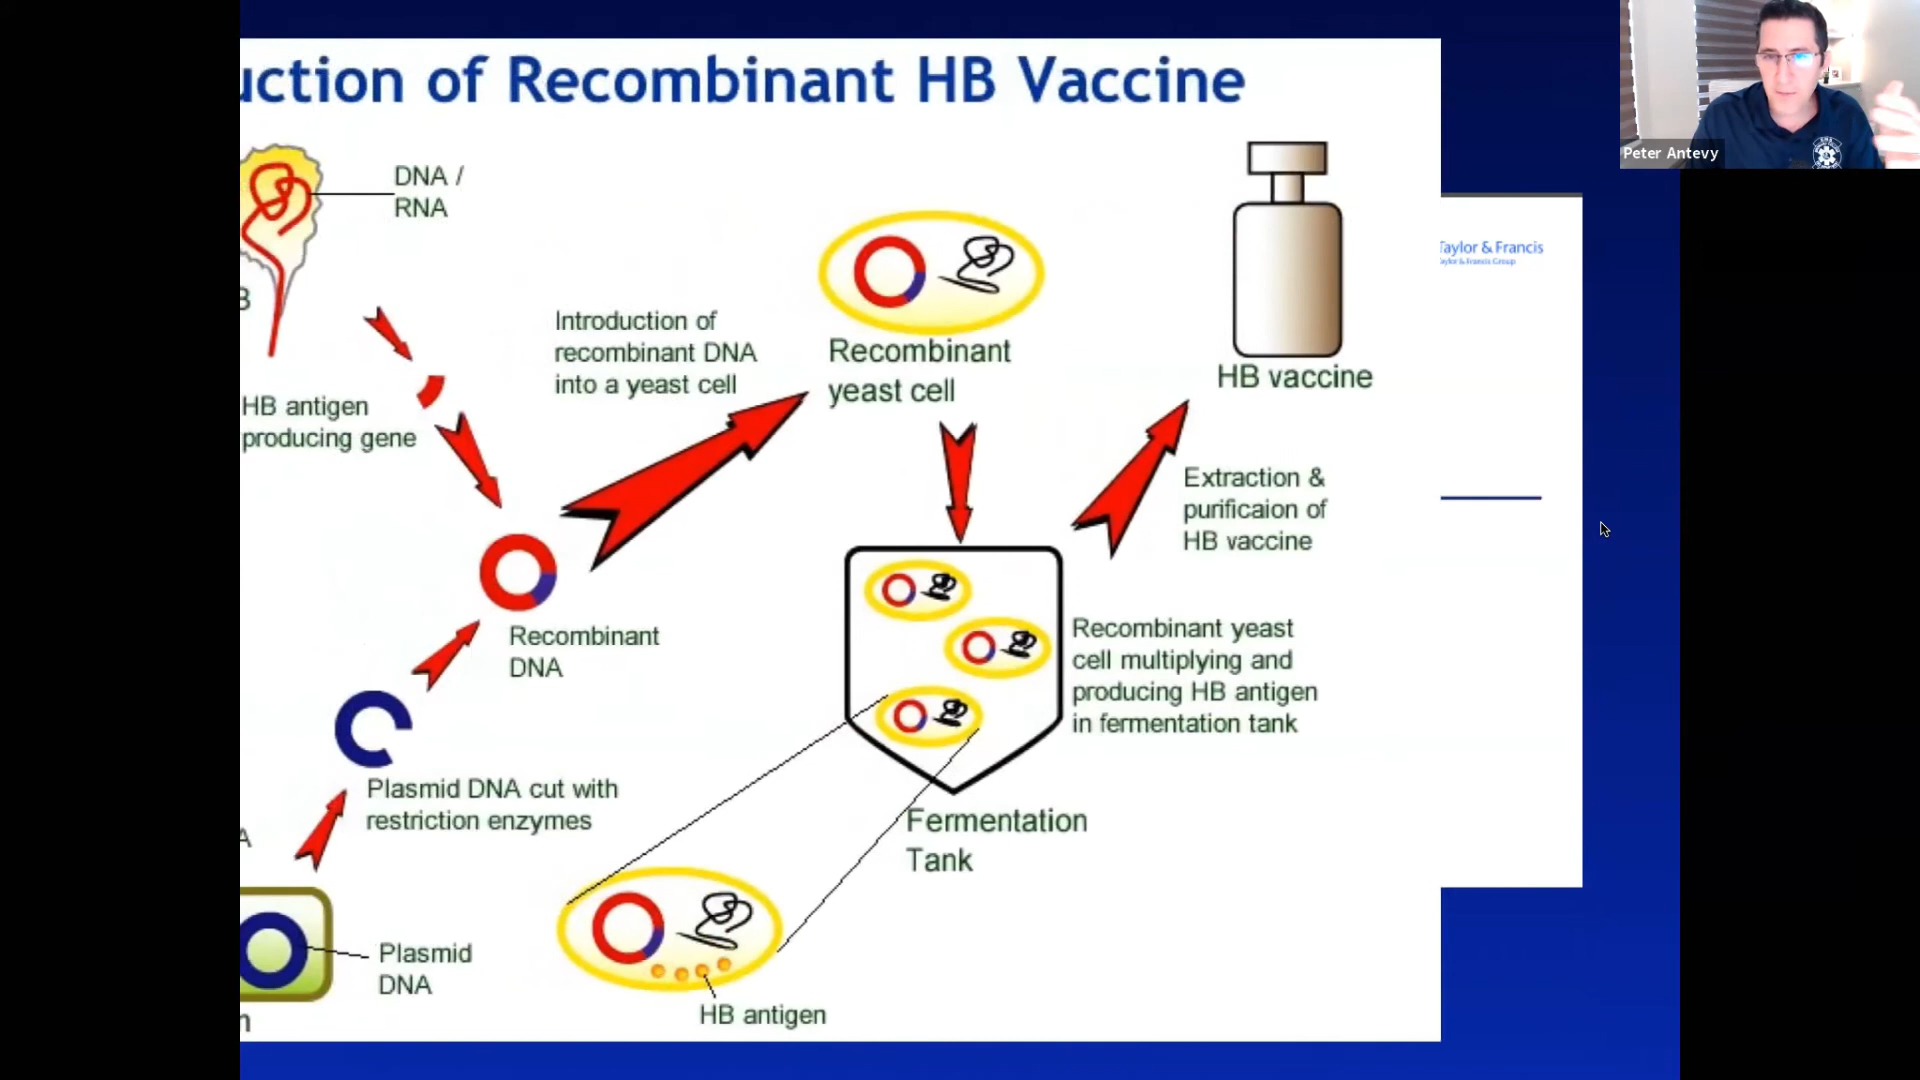 uction of Recombinant HB Vaccine
Peter Antevy
DNA /
RNA
Taylor & Francis
Taylor & Francis Group
B
Introduction of
recombinant DNA
into a yeast cell
Recombinant
yeast cell
HB vaccine
HB antigen
producing gene
Extraction &
purificaion of
HB vaccine
Recombinant
DNA
Recombinant yeast
cell multiplying and
producing HB antigen
in fermentation tank
Plasmid DNA cut with
restriction enzymes
A
Fermentation
Tank
Plasmid
DNA
HB antigen
n